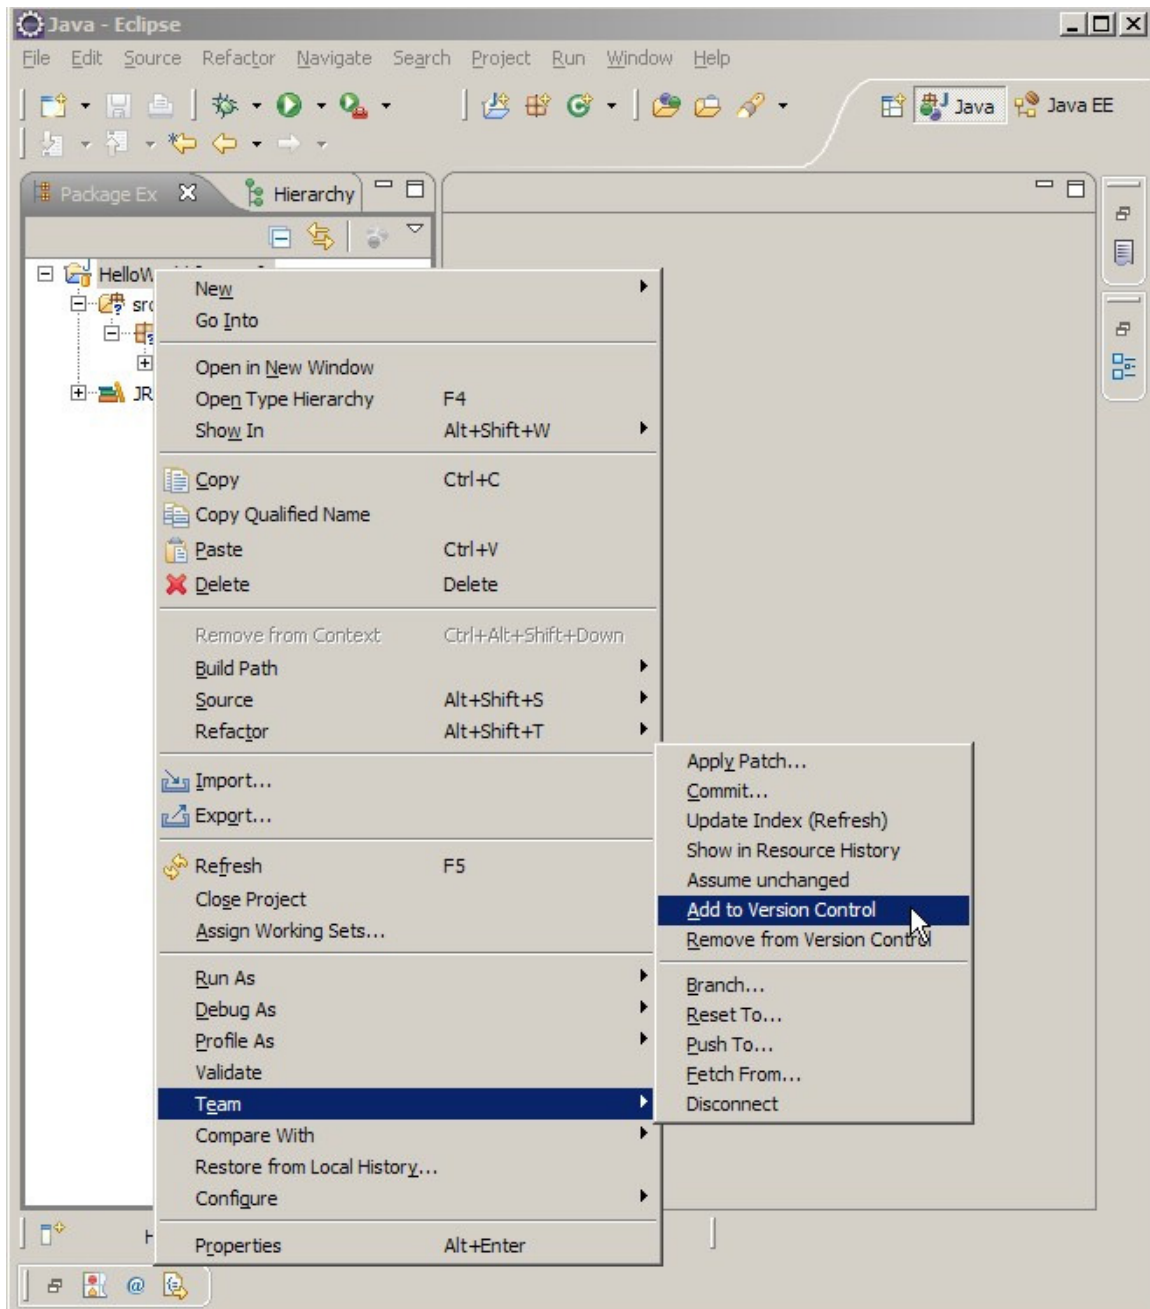 Java - Eclipse
File Edit Source Refactor Navigate Search Project Run Window Help
Java Java EE
Package Ex Hierarchy
HelloW
New
src
Go Into
Open in New Window
JR
Open Type Hierarchy F4
Show In Alt+Shift+W
Copy Ctrl+C
Copy Qualified Name
Paste Ctrl+V
Delete Delete
Remove from Context Ctrl+Alt+Shift+Down
Build Path
Source Alt+Shift+S
Refactor Alt+Shift+T
Import...
Export...
Refresh F5
Close Project
Assign Working Sets...
Run As
Debug As
Profile As
Validate
Team
Compare With
Restore from Local History...
Configure
Properties Alt+Enter
Apply Patch...
Commit...
Update Index (Refresh)
Show in Resource History
Assume unchanged
Add to Version Control
Remove from Version Control
Branch...
Reset To...
Push To...
Fetch From...
Disconnect
H